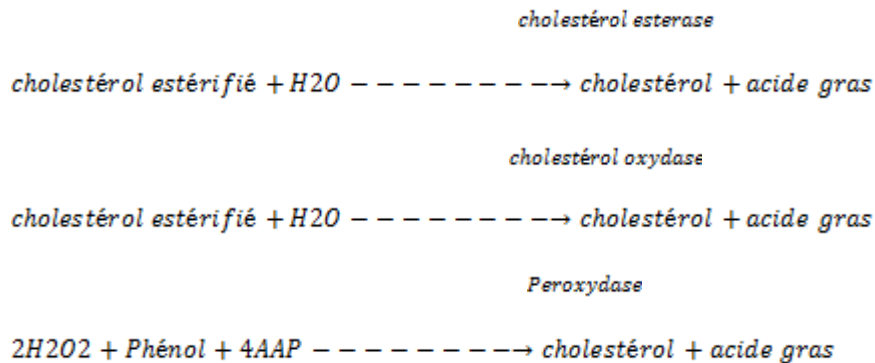 cholestérol esterase
cholestérol estérifié + H2O − − − − − − − − −→ cholestérol + acide gras
cholestérol oxydase
cholestérol estérifié + H2O − − − − − − − − −→ cholestérol + acide gras
Peroxydase
2H2O2 + Phénol + 4AAP − − − − − − − − −→ cholestérol + acide gras